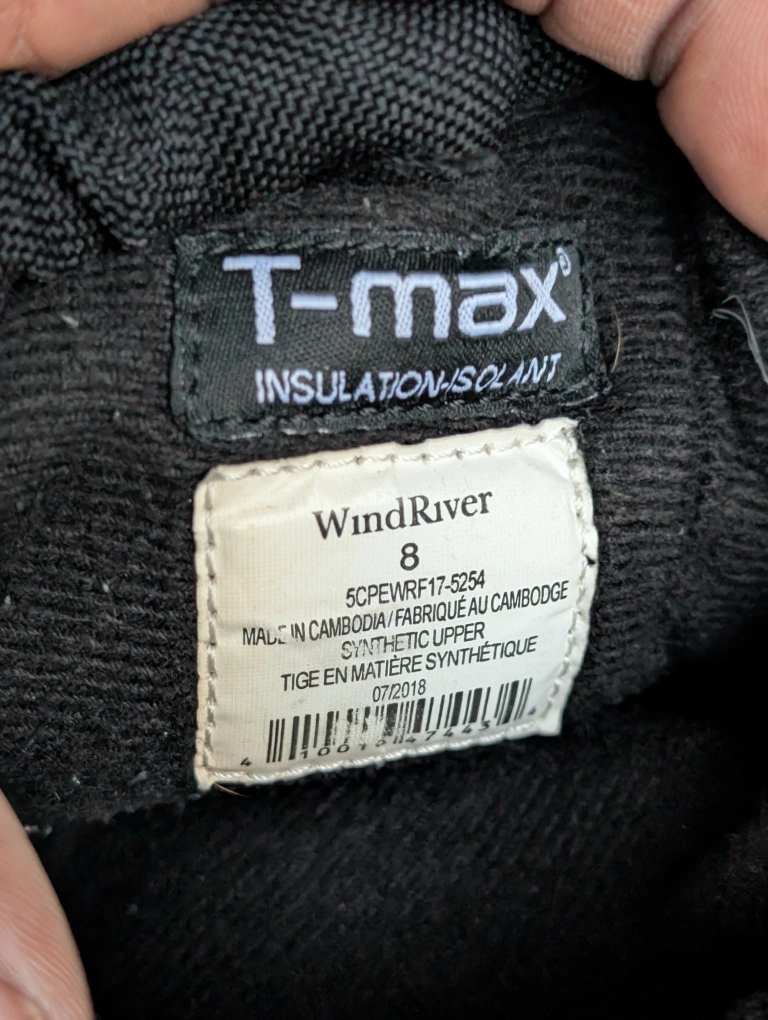 T-max®
INSULATION-ISOLANT
WindRiver
8
5CPEWRF17-5254
MADE IN CAMBODIA / FABRIQUÉ AU CAMBODGE
SYNTHETIC UPPER
TIGE EN MATIÈRE SYNTHÉTIQUE
07/2018